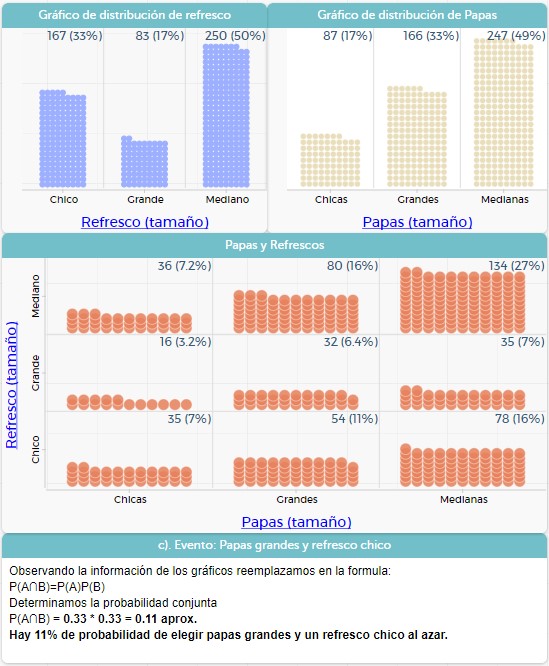 Gráfico de distribución de refresco
167 (33%) 83 (17%) 250 (50%)
Chico Grande Mediano
Refresco (tamaño)
Gráfico de distribución de Papas
87 (17%) 166 (33%) 247 (49%)
Chicas Grandes Medianas
Papas (tamaño)
Papas y Refrescos
Refresco (tamaño)
Mediano
36 (7.2%) 80 (16%) 134 (27%)
Grande
16 (3.2%) 32 (6.4%) 35 (7%)
Chico
35 (7%) 54 (11%) 78 (16%)
Chicas Grandes Medianas
Papas (tamaño)
c). Evento: Papas grandes y refresco chico
Observando la información de los gráficos reemplazamos en la formula:
P(A∩B)=P(A)P(B)
Determinamos la probabilidad conjunta
P(A∩B) = 0.33 * 0.33 = 0.11 aprox.
Hay 11% de probabilidad de elegir papas grandes y un refresco chico al azar.